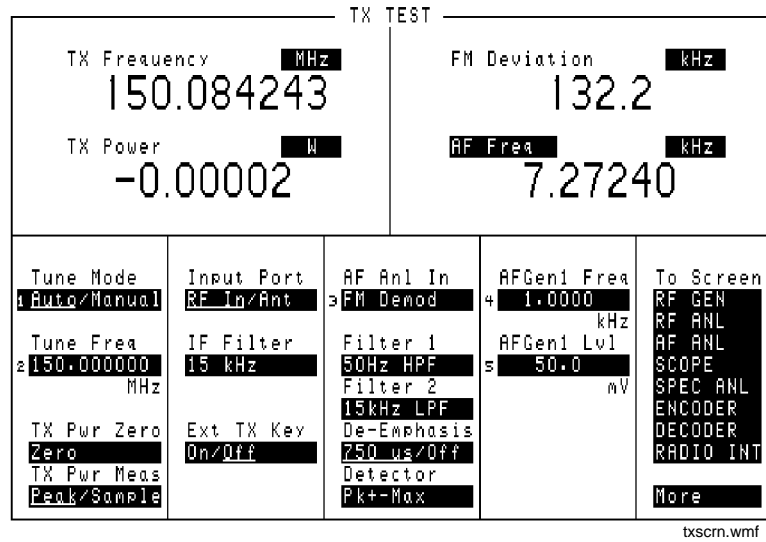 TX TEST
TX Frequency MHz
150.084243
TX Power W
-0.00002
FM Deviation kHz
132.2
AF Freq kHz
7.27240
Tune Mode
1 Auto/Manual
Tune Freq
2 150.000000
MHz
TX Pwr Zero
Zero
TX Pwr Meas
Peak/Sample
Input Port
RF In/Ant
IF Filter
15 kHz
Ext TX Key
On/Off
AF Anl In
3 FM Demod
Filter 1
50Hz HPF
Filter 2
15kHz LPF
De-Emphasis
750 us/Off
Detector
Pk+-Max
AFGen1 Freq
4 1.0000
kHz
AFGen1 Lvl
5 50.0
mV
To Screen
RF GEN
RF ANL
AF ANL
SCOPE
SPEC ANL
ENCODER
DECODER
RADIO INT
More
txscrn.wmf